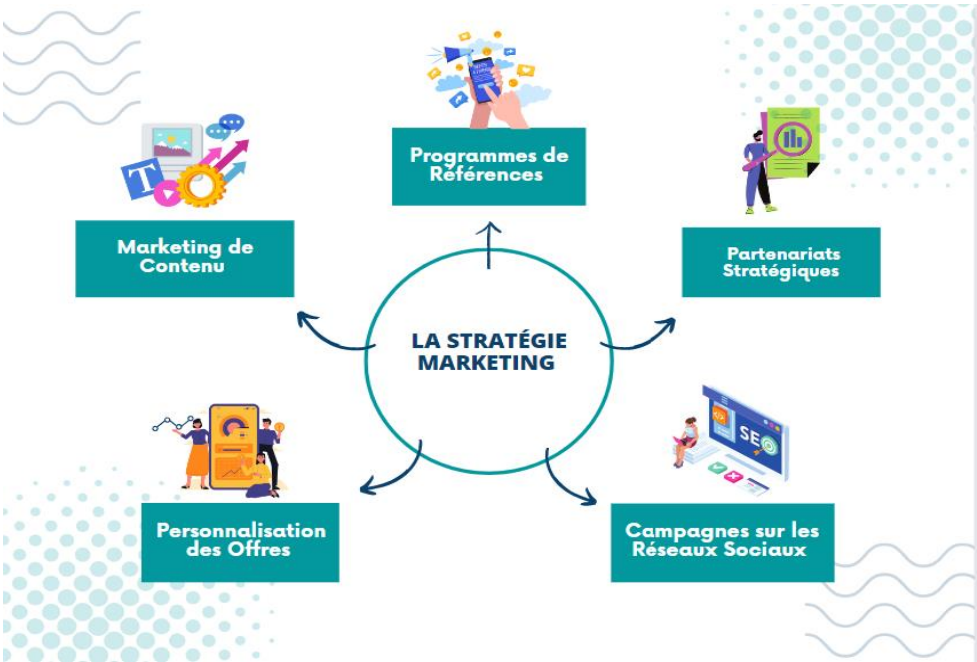 Programmes de
Références
Marketing de
Contenu
Partenariats
Stratégiques
LA STRATÉGIE
MARKETING
T
SEO
Personnalisation
des Offres
Campagnes sur les
Réseaux Sociaux